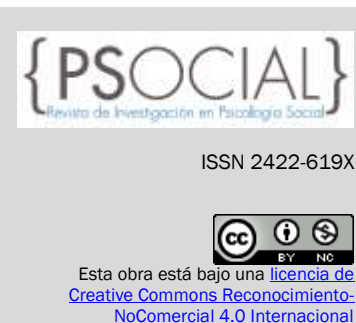 {PSOCIAL}
Revista de Investigación en Psicología Social
ISSN 2422-619X
cc
BY NC
Esta obra está bajo una licencia de
Creative Commons Reconocimiento-
NoComercial 4.0 Internacional